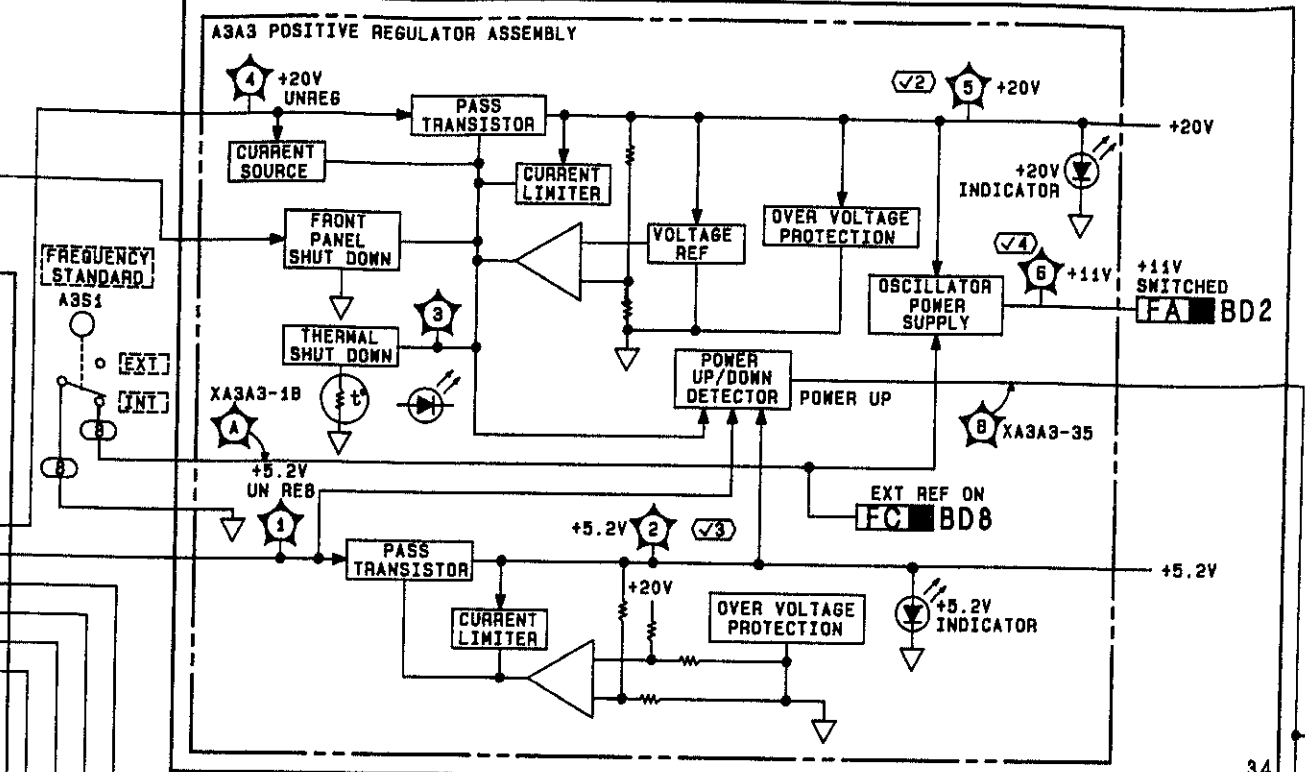 A3A3 POSITIVE REGULATOR ASSEMBLY
4
+20V
UNREG
PASS
TRANSISTOR
√2
5
+20V
+20V
CURRENT
SOURCE
CURRENT
LIMITER
+20V
INDICATOR
FRONT
PANEL
SHUT DOWN
VOLTAGE
REF
OVER VOLTAGE
PROTECTION
√4
6
+11V
+11V
SWITCHED
FA BD2
FREQUENCY
STANDARD
A3S1
EXT
INT
8
8
OSCILLATOR
POWER
SUPPLY
3
THERMAL
SHUT DOWN
t°
POWER
UP/DOWN
DETECTOR
POWER UP
XA3A3-1B
A
B
XA3A3-35
+5.2V
UN REG
1
EXT REF ON
FC BD8
+5.2V
2
√3
PASS
TRANSISTOR
+5.2V
+20V
CURRENT
LIMITER
OVER VOLTAGE
PROTECTION
+5.2V
INDICATOR
34